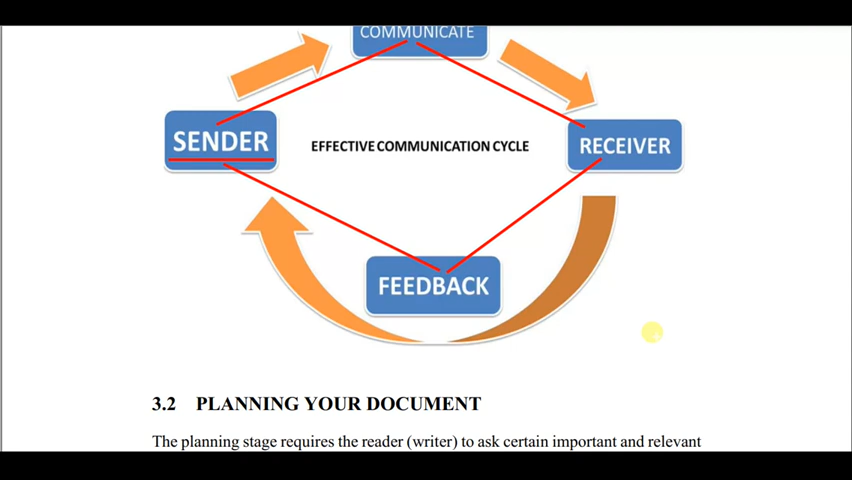 COMMUNICATE
SENDER
EFFECTIVE COMMUNICATION CYCLE
RECEIVER
FEEDBACK
3.2 PLANNING YOUR DOCUMENT
The planning stage requires the reader (writer) to ask certain important and relevant